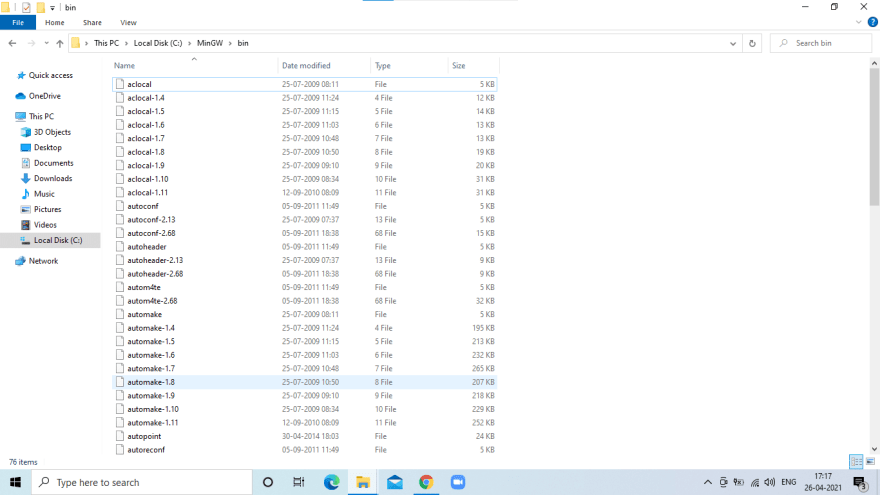 bin
File Home Share View
This PC Local Disk (C:) MinGW bin Search bin
Name Date modified Type Size
Quick access
OneDrive
This PC
3D Objects
Desktop
Documents
Downloads
Music
Pictures
Videos
Local Disk (C:)
Network
aclocal 25-07-2009 08:11 File 5 KB
aclocal-1.4 25-07-2009 11:24 4 File 12 KB
aclocal-1.5 25-07-2009 11:15 5 File 14 KB
aclocal-1.6 25-07-2009 11:03 6 File 13 KB
aclocal-1.7 25-07-2009 10:48 7 File 13 KB
aclocal-1.8 25-07-2009 10:50 8 File 19 KB
aclocal-1.9 25-07-2009 09:10 9 File 20 KB
aclocal-1.10 25-07-2009 08:34 10 File 31 KB
aclocal-1.11 12-09-2010 08:09 11 File 31 KB
autoconf 05-09-2011 11:49 File 5 KB
autoconf-2.13 25-07-2009 07:37 13 File 5 KB
autoconf-2.68 05-09-2011 18:38 68 File 15 KB
autoheader 05-09-2011 11:49 File 5 KB
autoheader-2.13 25-07-2009 07:37 13 File 9 KB
autoheader-2.68 05-09-2011 18:38 68 File 9 KB
autom4te 05-09-2011 11:49 File 5 KB
autom4te-2.68 05-09-2011 18:38 68 File 32 KB
automake 25-07-2009 08:11 File 5 KB
automake-1.4 25-07-2009 11:24 4 File 195 KB
automake-1.5 25-07-2009 11:15 5 File 213 KB
automake-1.6 25-07-2009 11:03 6 File 232 KB
automake-1.7 25-07-2009 10:48 7 File 265 KB
automake-1.8 25-07-2009 10:50 8 File 207 KB
automake-1.9 25-07-2009 09:10 9 File 218 KB
automake-1.10 25-07-2009 08:34 10 File 229 KB
automake-1.11 12-09-2010 08:09 11 File 252 KB
autopoint 30-04-2014 18:03 File 24 KB
autoreconf 05-09-2011 11:49 File 5 KB
76 items
Type here to search
ENG
17:17
26-04-2021
3